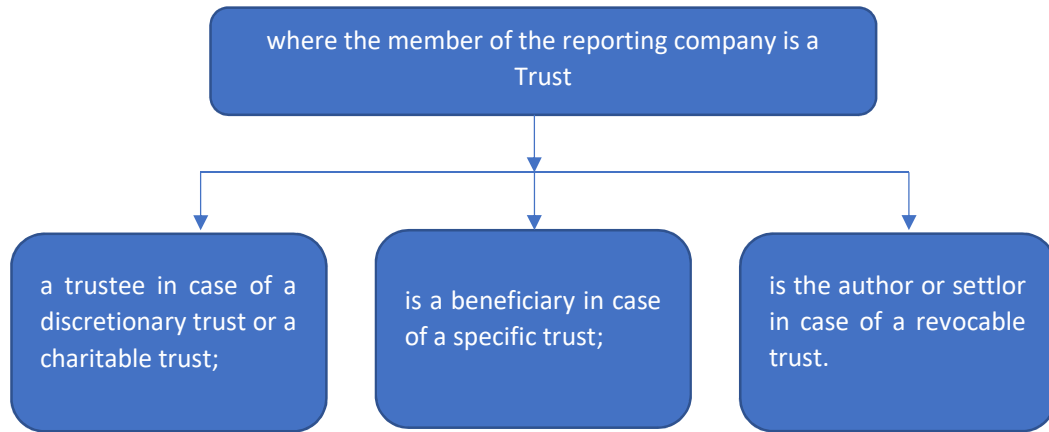 where the member of the reporting company is a
Trust
a trustee in case of a
discretionary trust or a
charitable trust;
is a beneficiary in case
of a specific trust;
is the author or settlor
in case of a revocable
trust.